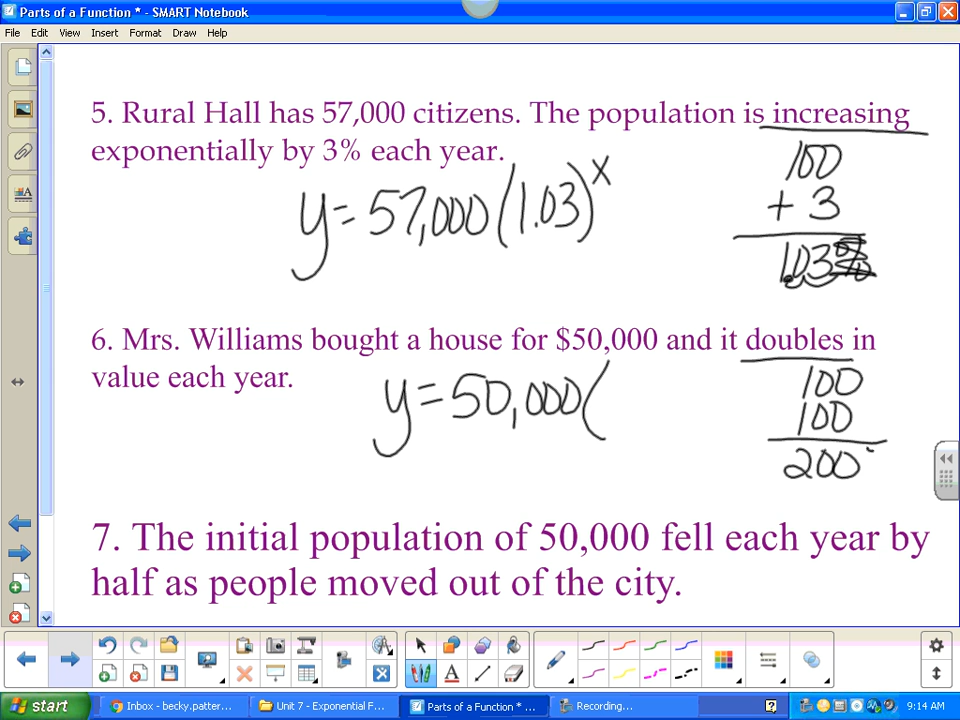 Parts of a Function * - SMART Notebook
File Edit View Insert Format Draw Help
5. Rural Hall has 57,000 citizens. The population is increasing
exponentially by 3% each year.
100
+ 3
1.03%
y = 57,000 (1.03)^x
6. Mrs. Williams bought a house for $50,000 and it doubles in
value each year.
100
100
200
y = 50,000 (
7. The initial population of 50,000 fell each year by
half as people moved out of the city.
start
Inbox - becky.patter...
Unit 7 - Exponential F...
Parts of a Function * ...
Recording...
9:14 AM